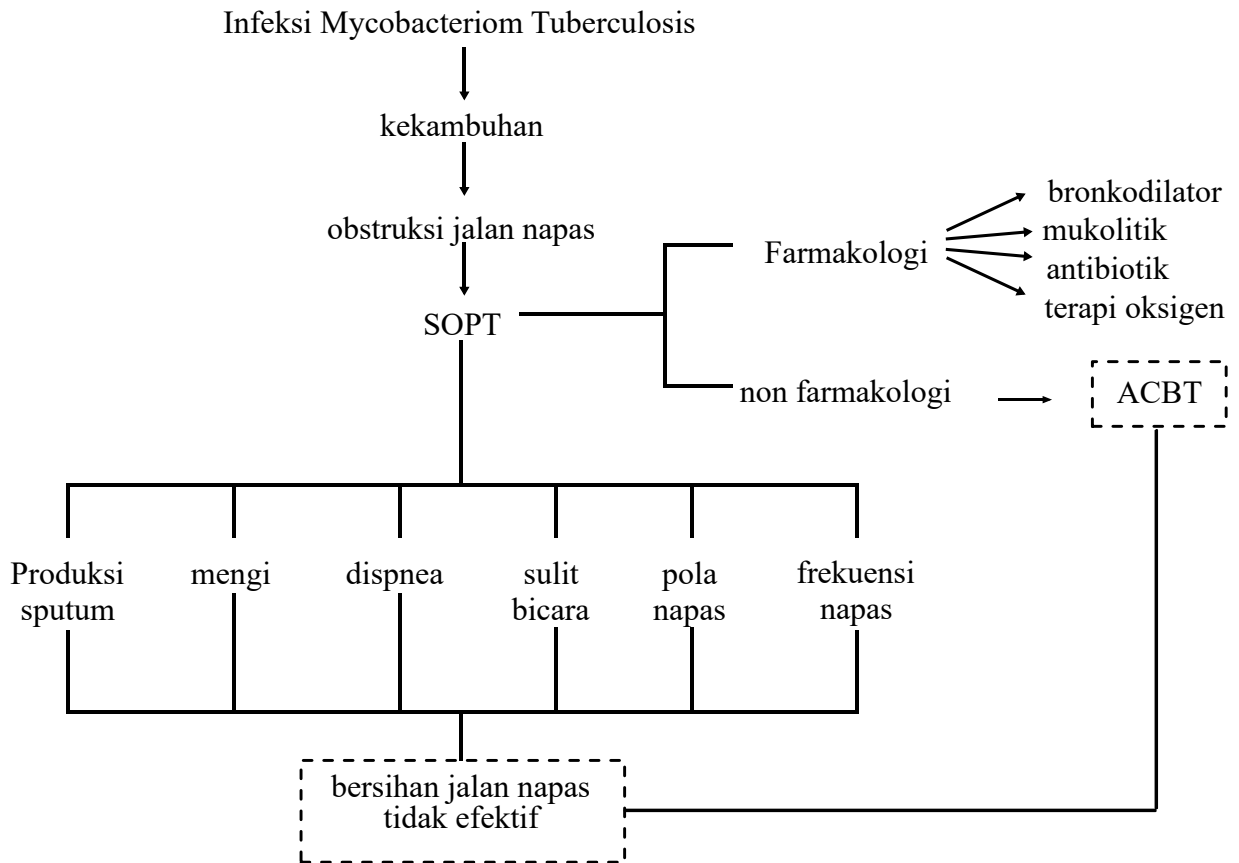 Infeksi Mycobacteriom Tuberculosis
kekambuhan
obstruksi jalan napas
SOPT
Farmakologi
bronkodilator
mukolitik
antibiotik
terapi oksigen
non farmakologi
ACBT
Produksi
sputum
mengi
dispnea
sulit
bicara
pola
napas
frekuensi
napas
bersihan jalan napas
tidak efektif